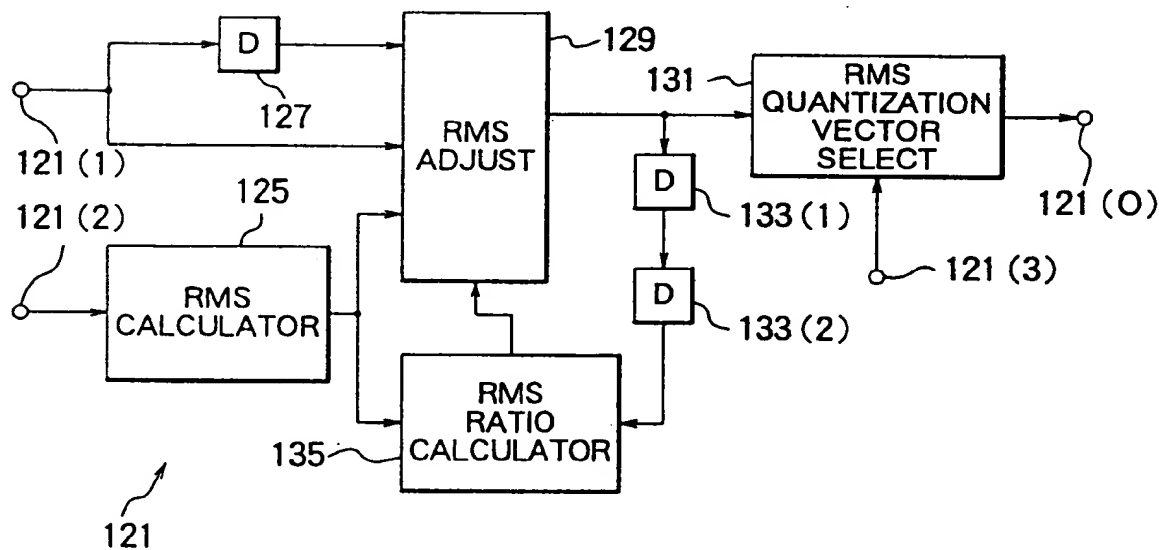 D
127
129
131
RMS
QUANTIZATION
VECTOR
SELECT
121 (1)
RMS
ADJUST
D
133 (1)
121 (0)
121 (2)
125
RMS
CALCULATOR
D
133 (2)
121 (3)
RMS
RATIO
CALCULATOR
135
121